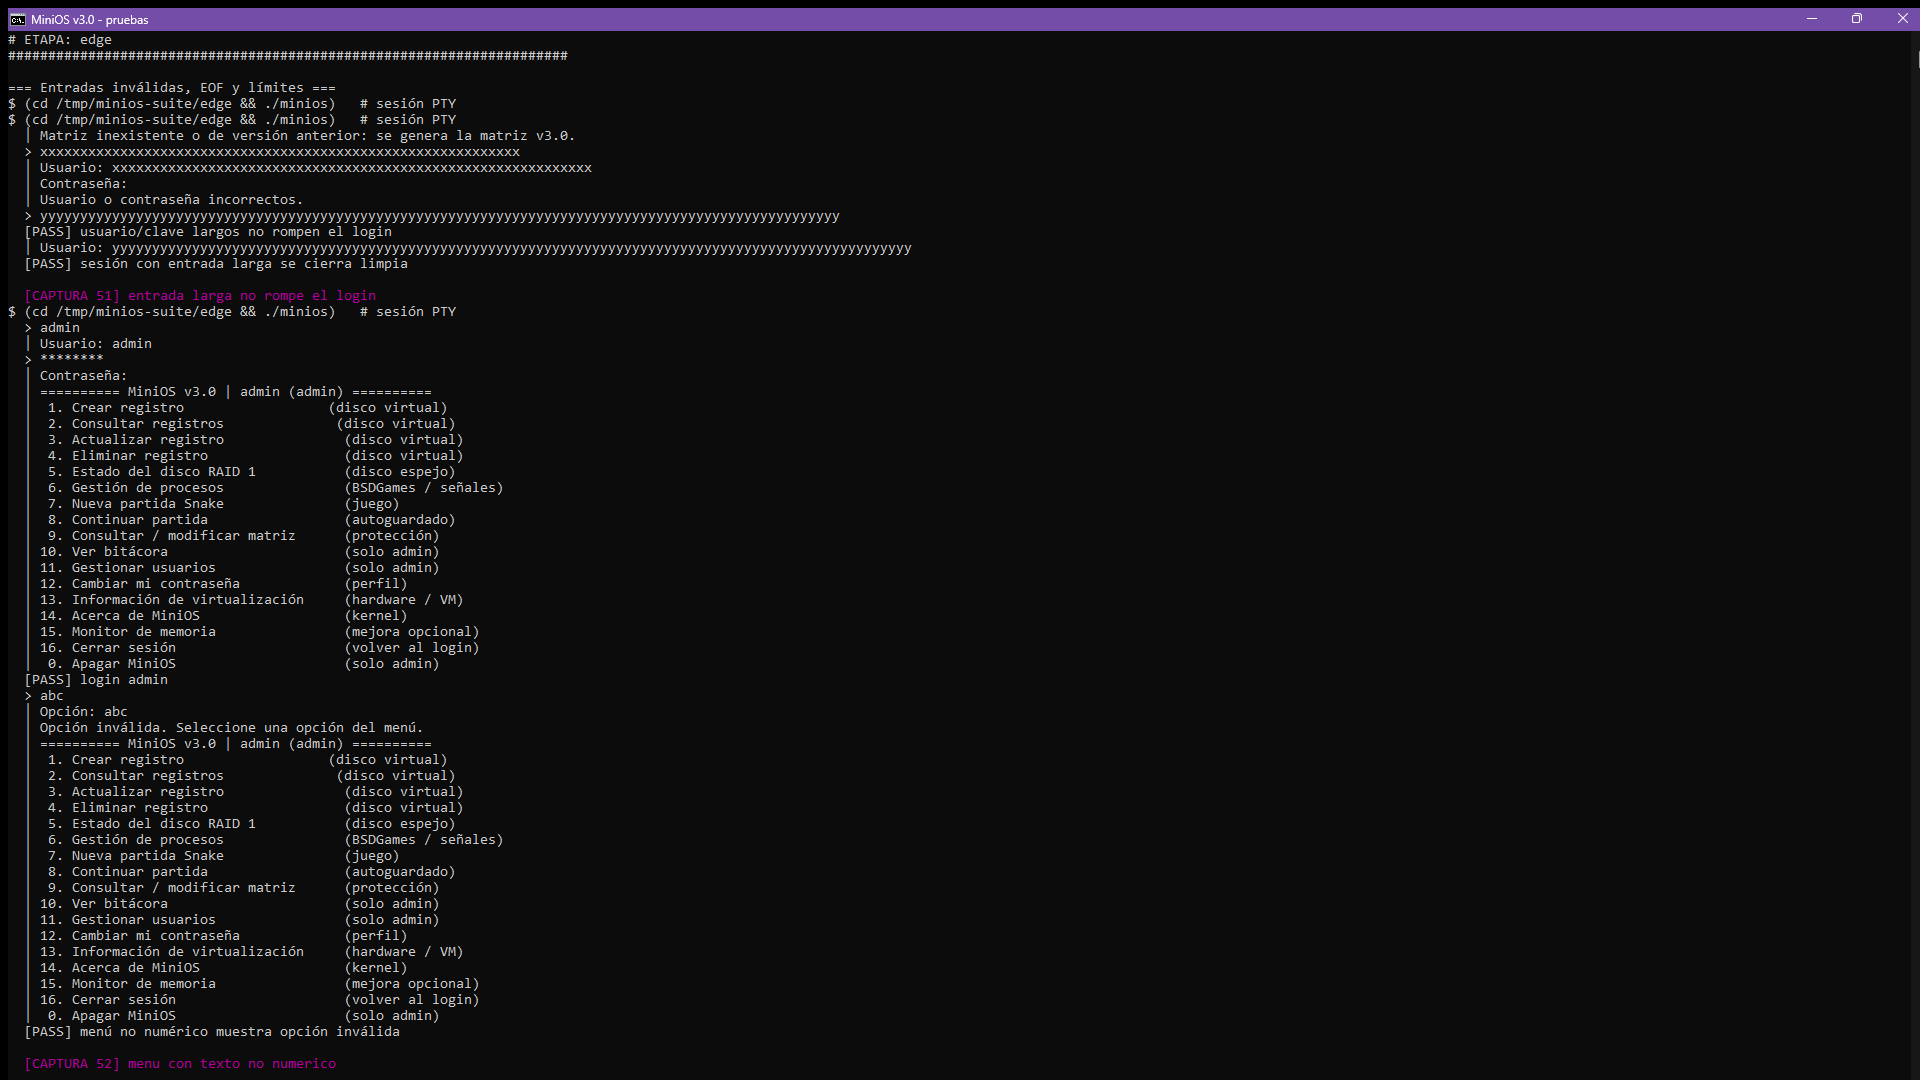 MiniOS v3.0 - pruebas
# ETAPA: edge
######################################################################
=== Entradas inválidas, EOF y límites ===
$ (cd /tmp/minios-suite/edge && ./minios)   # sesión PTY
$ (cd /tmp/minios-suite/edge && ./minios)   # sesión PTY
│ Matriz inexistente o de versión anterior: se genera la matriz v3.0.
> xxxxxxxxxxxxxxxxxxxxxxxxxxxxxxxxxxxxxxxxxxxxxxxxxxxxxxxxxxxx
│ Usuario: xxxxxxxxxxxxxxxxxxxxxxxxxxxxxxxxxxxxxxxxxxxxxxxxxxxxxxxxxxxx
│ Contraseña:
│ Usuario o contraseña incorrectos.
> yyyyyyyyyyyyyyyyyyyyyyyyyyyyyyyyyyyyyyyyyyyyyyyyyyyyyyyyyyyyyyyyyyyyyyyyyyyyyyyyyyyyyyyyyyyyyyyyyyyy
[PASS] usuario/clave largos no rompen el login
│ Usuario: yyyyyyyyyyyyyyyyyyyyyyyyyyyyyyyyyyyyyyyyyyyyyyyyyyyyyyyyyyyyyyyyyyyyyyyyyyyyyyyyyyyyyyyyyyyyyyyyyyyy
[PASS] sesión con entrada larga se cierra limpia
[CAPTURA 51] entrada larga no rompe el login
$ (cd /tmp/minios-suite/edge && ./minios)   # sesión PTY
> admin
│ Usuario: admin
> ********
│ Contraseña:
│ ========== MiniOS v3.0 | admin (admin) ==========
│  1. Crear registro                  (disco virtual)
│  2. Consultar registros              (disco virtual)
│  3. Actualizar registro               (disco virtual)
│  4. Eliminar registro                 (disco virtual)
│  5. Estado del disco RAID 1           (disco espejo)
│  6. Gestión de procesos               (BSDGames / señales)
│  7. Nueva partida Snake               (juego)
│  8. Continuar partida                 (autoguardado)
│  9. Consultar / modificar matriz      (protección)
│ 10. Ver bitácora                      (solo admin)
│ 11. Gestionar usuarios                (solo admin)
│ 12. Cambiar mi contraseña             (perfil)
│ 13. Información de virtualización     (hardware / VM)
│ 14. Acerca de MiniOS                  (kernel)
│ 15. Monitor de memoria                (mejora opcional)
│ 16. Cerrar sesión                     (volver al login)
│  0. Apagar MiniOS                     (solo admin)
[PASS] login admin
> abc
│ Opción: abc
│ Opción inválida. Seleccione una opción del menú.
│ ========== MiniOS v3.0 | admin (admin) ==========
│  1. Crear registro                  (disco virtual)
│  2. Consultar registros              (disco virtual)
│  3. Actualizar registro               (disco virtual)
│  4. Eliminar registro                 (disco virtual)
│  5. Estado del disco RAID 1           (disco espejo)
│  6. Gestión de procesos               (BSDGames / señales)
│  7. Nueva partida Snake               (juego)
│  8. Continuar partida                 (autoguardado)
│  9. Consultar / modificar matriz      (protección)
│ 10. Ver bitácora                      (solo admin)
│ 11. Gestionar usuarios                (solo admin)
│ 12. Cambiar mi contraseña             (perfil)
│ 13. Información de virtualización     (hardware / VM)
│ 14. Acerca de MiniOS                  (kernel)
│ 15. Monitor de memoria                (mejora opcional)
│ 16. Cerrar sesión                     (volver al login)
│  0. Apagar MiniOS                     (solo admin)
[PASS] menú no numérico muestra opción inválida
[CAPTURA 52] menu con texto no numerico